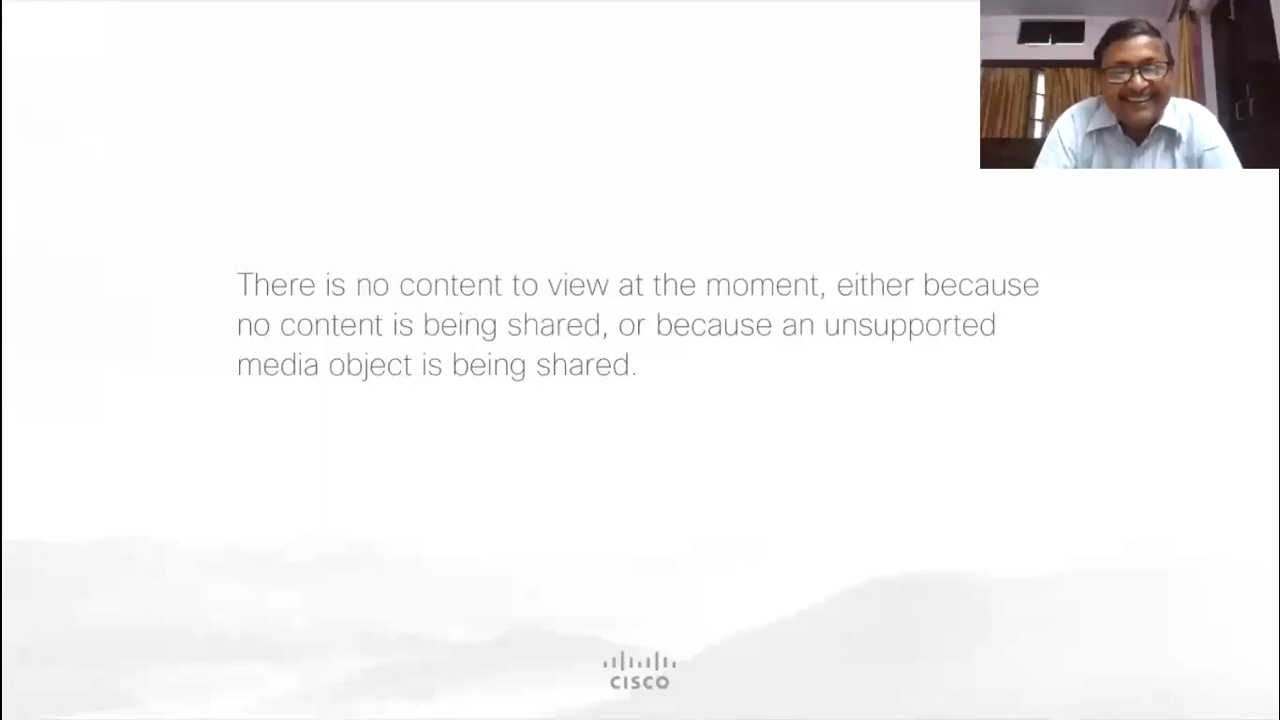 There is no content to view at the moment, either because
no content is being shared, or because an unsupported
media object is being shared.
CISCO